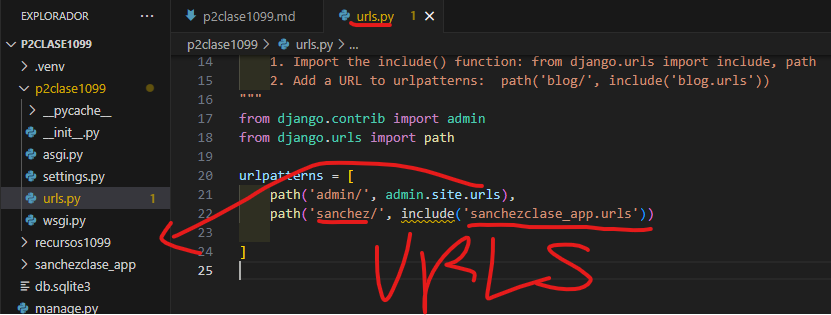 EXPLORADOR ...
P2CLASE1099
.venv
p2clase1099
__pycache__
__init__.py
asgi.py
settings.py
urls.py 1
wsgi.py
recursos1099
sanchezclase_app
db.sqlite3
manage.py
p2clase1099.md
urls.py 1 ×
p2clase1099 > urls.py > ...
14 1. Import the include() function: from django.urls import include, path
15 2. Add a URL to urlpatterns:  path('blog/', include('blog.urls'))
16 """
17 from django.contrib import admin
18 from django.urls import path
19
20 urlpatterns = [
21 path('admin/', admin.site.urls),
22 path('sanchez/', include('sanchezclase_app.urls'))
23
24 ]
25
URLS